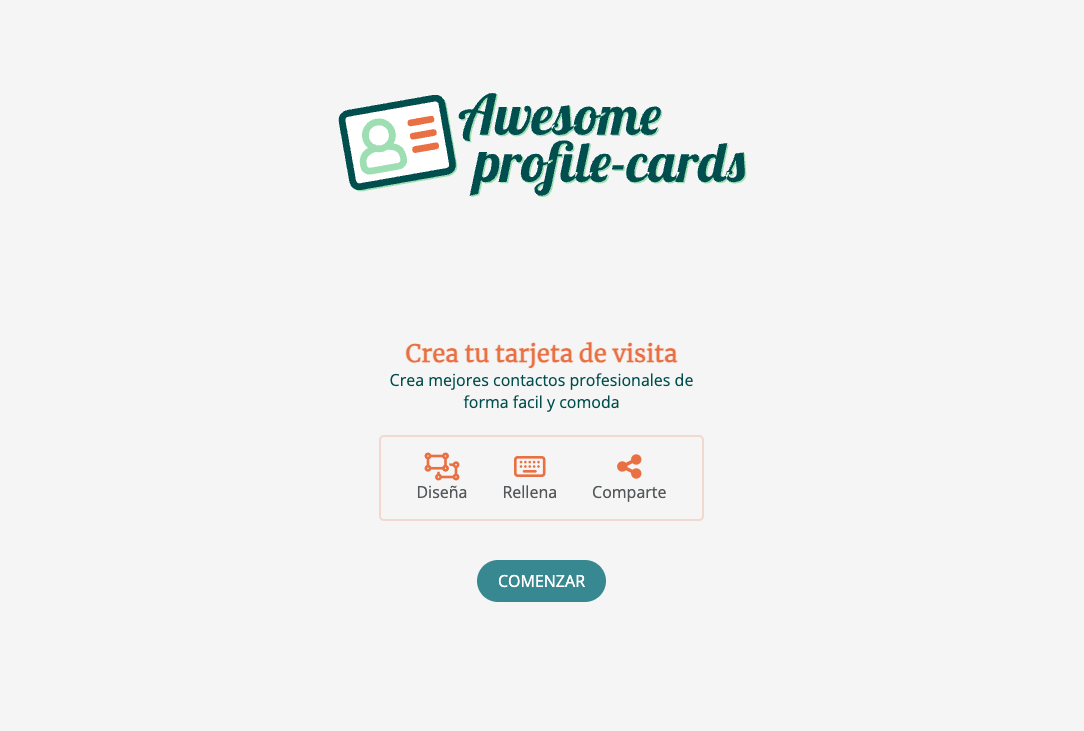 Awesome
profile-cards
Crea tu tarjeta de visita
Crea mejores contactos profesionales de
forma facil y comoda
Diseña Rellena Comparte
COMENZAR